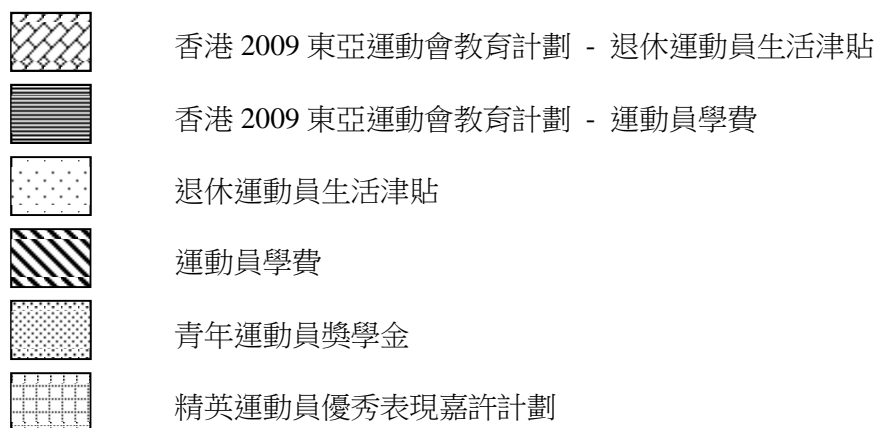 香港 2009 東亞運動會教育計劃 - 退休運動員生活津貼
香港 2009 東亞運動會教育計劃 - 運動員學費
退休運動員生活津貼
運動員學費
青年運動員獎學金
精英運動員優秀表現嘉許計劃